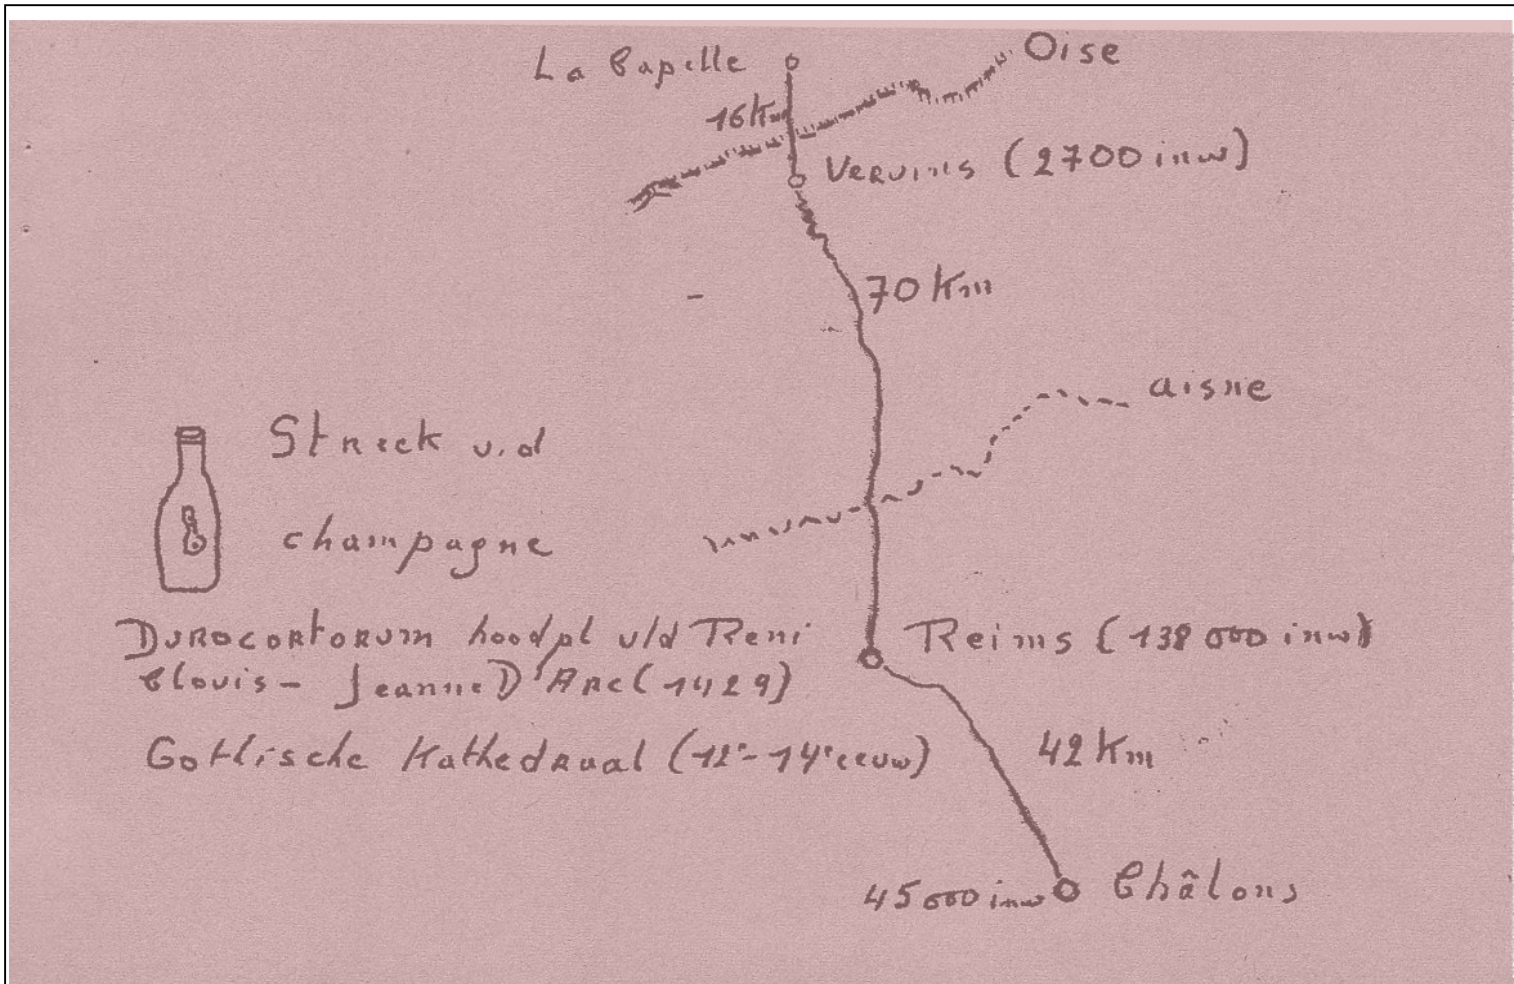 La Capelle
Oise
16 Km
Vervins (2700 inw)
70 Km
aisne
Streek v.d
champagne
Durocortorum hoofdpl v/d Remi
Reims (138 000 inw)
Clovis - Jeanne D'Arc (1429)
Gothische Kathedraal (12e-14e eeuw)
42 Km
45 000 inw
Châlons